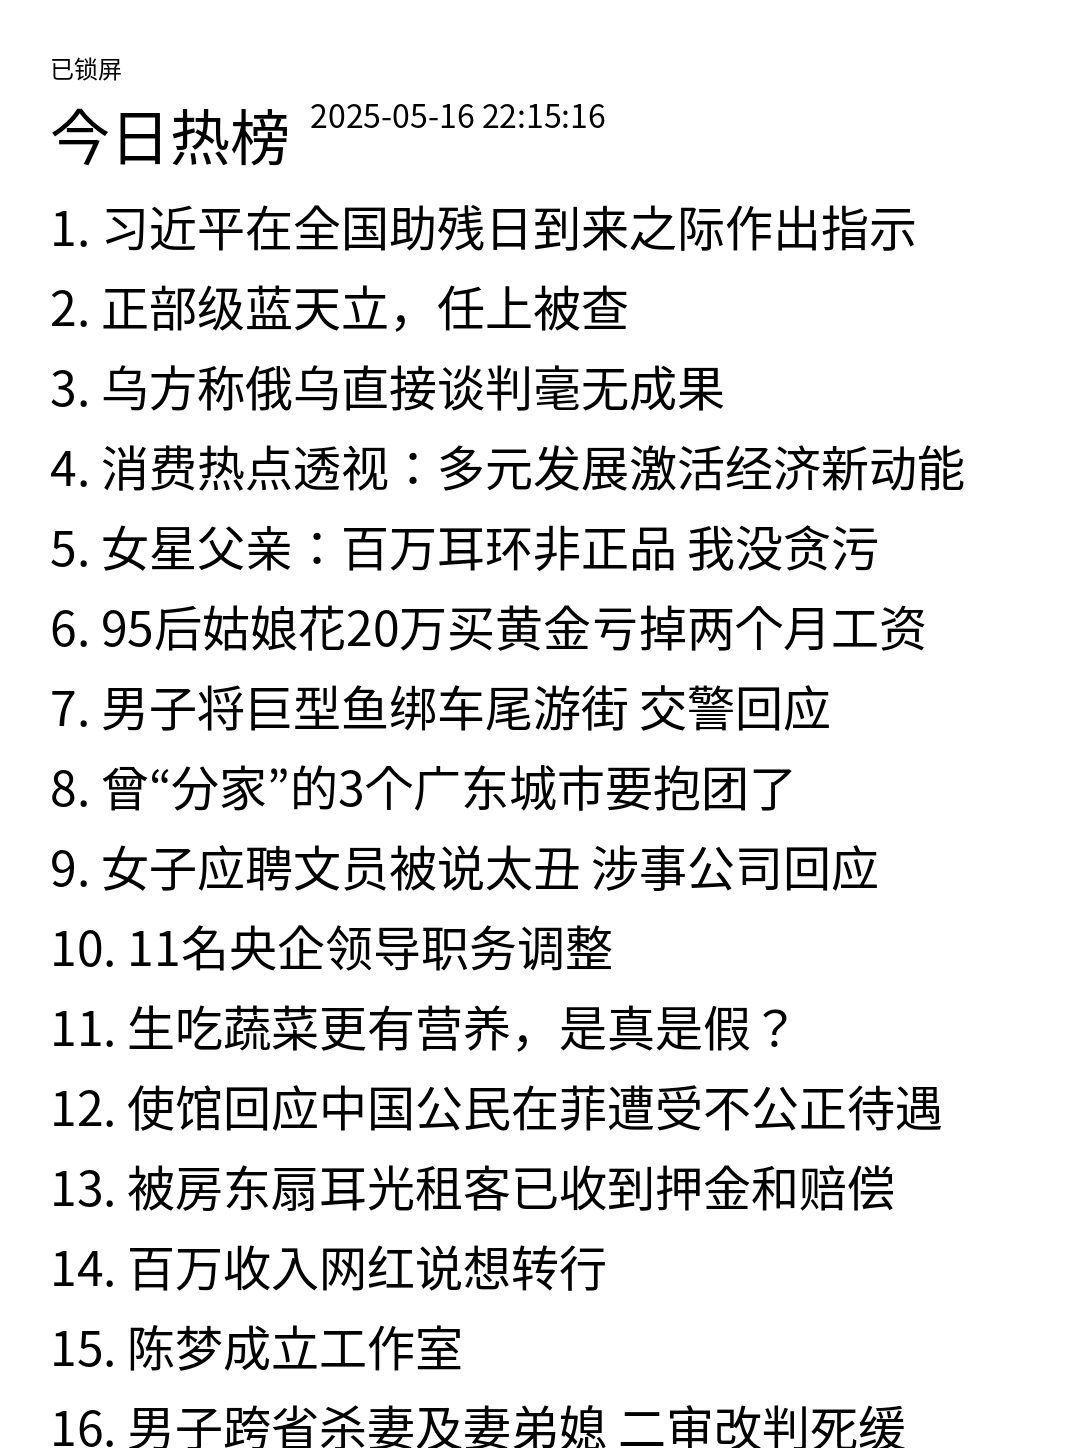 已锁屏
今日热榜 2025-05-16 22:15:16
1. 习近平在全国助残日到来之际作出指示
2. 正部级蓝天立，任上被查
3. 乌方称俄乌直接谈判毫无成果
4. 消费热点透视：多元发展激活经济新动能
5. 女星父亲：百万耳环非正品 我没贪污
6. 95后姑娘花20万买黄金亏掉两个月工资
7. 男子将巨型鱼绑车尾游街 交警回应
8. 曾“分家”的3个广东城市要抱团了
9. 女子应聘文员被说太丑 涉事公司回应
10. 11名央企领导职务调整
11. 生吃蔬菜更有营养，是真是假？
12. 使馆回应中国公民在菲遭受不公正待遇
13. 被房东扇耳光租客已收到押金和赔偿
14. 百万收入网红说想转行
15. 陈梦成立工作室
16. 男子跨省杀妻及妻弟媳 二审改判死缓